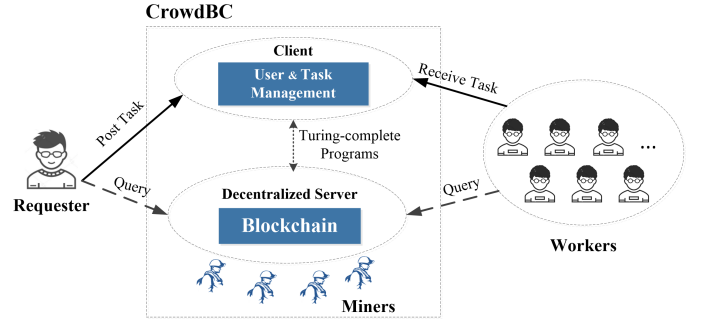 CrowdBC
Client
User & Task
Management
Receive Task
Post Task
Turing-complete
Programs
...
Query
Decentralized Server
Query
Requester
Blockchain
Workers
Miners